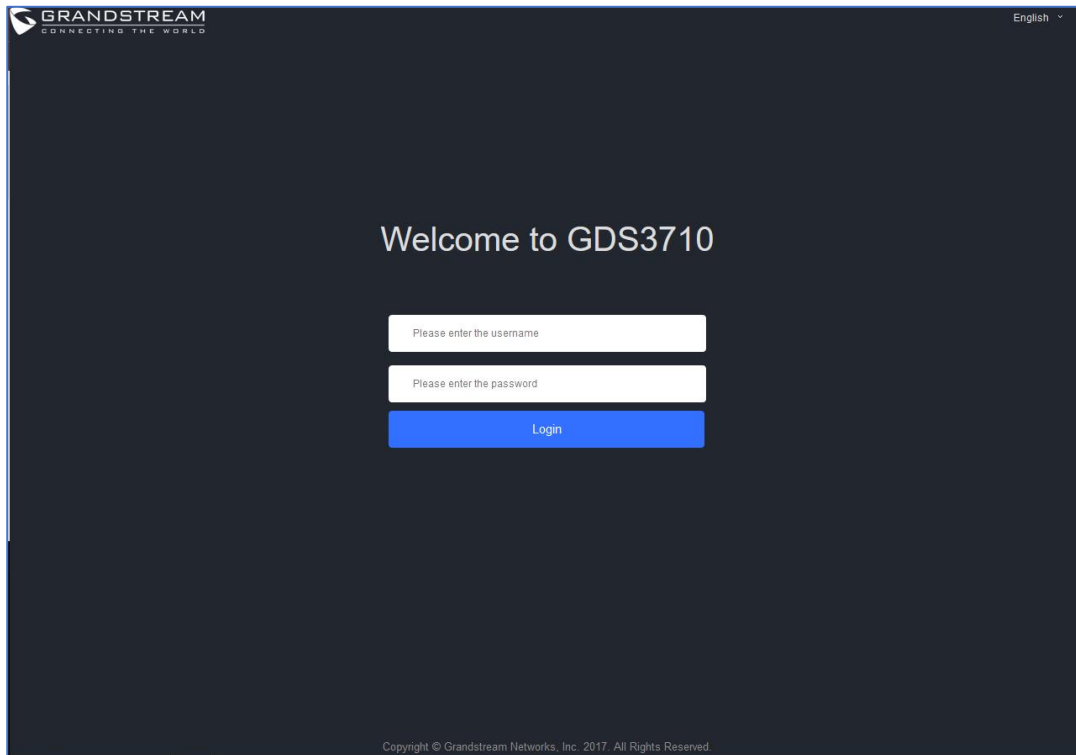 GRANDSTREAM
CONNECTING THE WORLD
English
Welcome to GDS3710
Please enter the username
Please enter the password
Login
Copyright © Grandstream Networks, Inc. 2017. All Rights Reserved.